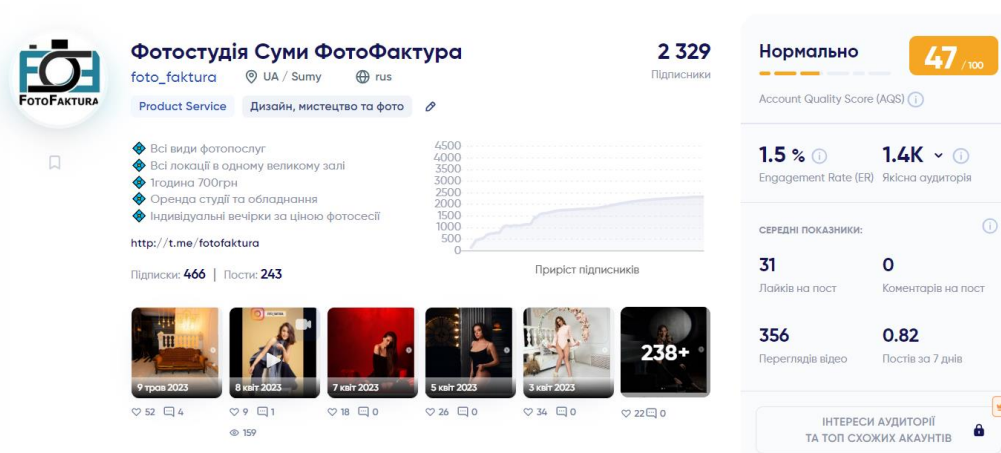 FOTOFAKTURA
Фотостудія Суми ФотоФактура
foto_faktura UA / Sumy rus
2 329
Підписники
Product Service Дизайн, мистецтво та фото
Всі види фотопослуг
Всі локації в одному великому залі
1година 700грн
Оренда студії та обладнання
Індивідуальні вечірки за ціною фотосесії
http://t.me/fotofaktura
Підписки: 466 | Пости: 243
4500
4000
3500
3000
2500
2000
1500
1000
500
0
Приріст підписників
9 трав 2023
8 квіт 2023
7 квіт 2023
5 квіт 2023
3 квіт 2023
238+
52 4
9 1
18 0
26 0
34 0
22 0
159
Нормально
47 / 100
Account Quality Score (AQS)
1.5 % 1.4K
Engagement Rate (ER) Якісна аудиторія
СЕРЕДНІ ПОКАЗНИКИ:
31 0
Лайків на пост Коментарів на пост
356 0.82
Переглядів відео Постів за 7 днів
ІНТЕРЕСИ АУДИТОРІЇ
ТА ТОП СХОЖИХ АКАУНТІВ